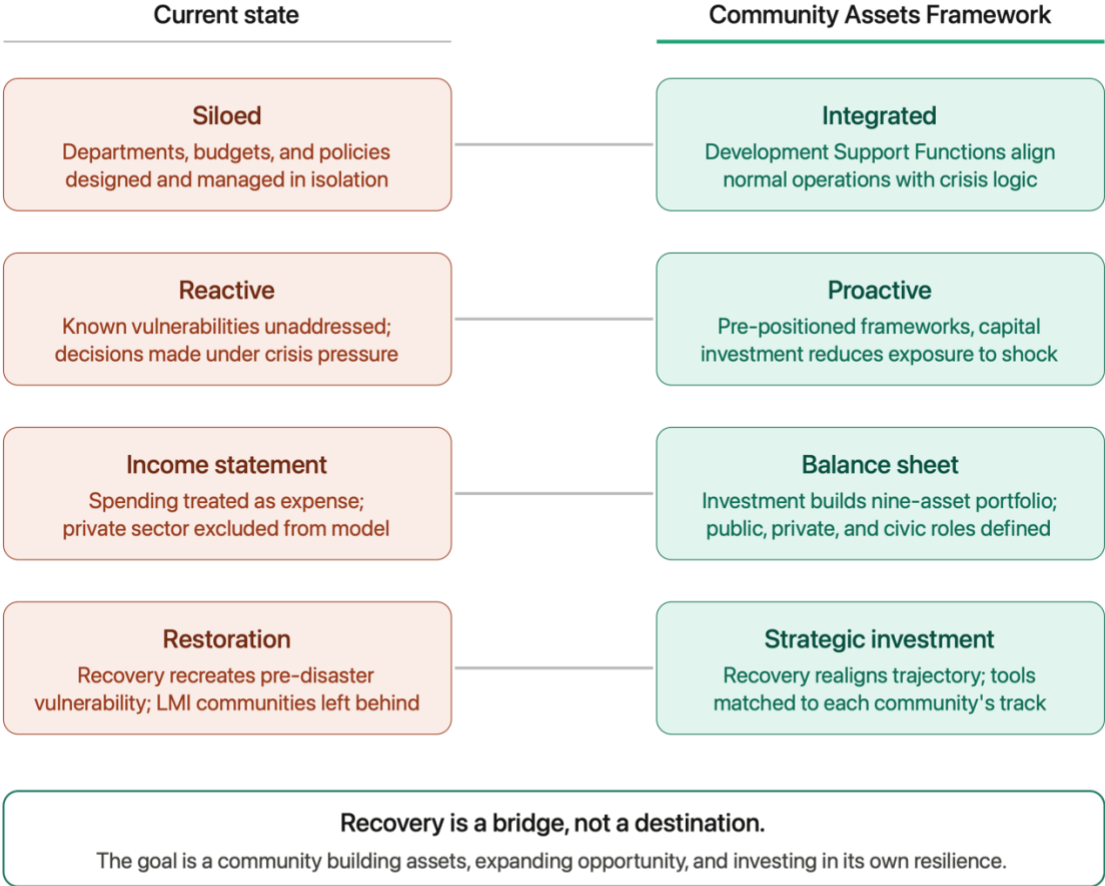 Current state
Community Assets Framework
Siloed
Departments, budgets, and policies
designed and managed in isolation
Integrated
Development Support Functions align
normal operations with crisis logic
Reactive
Known vulnerabilities unaddressed;
decisions made under crisis pressure
Proactive
Pre-positioned frameworks, capital
investment reduces exposure to shock
Income statement
Spending treated as expense;
private sector excluded from model
Balance sheet
Investment builds nine-asset portfolio;
public, private, and civic roles defined
Restoration
Recovery recreates pre-disaster
vulnerability; LMI communities left behind
Strategic investment
Recovery realigns trajectory; tools
matched to each community's track
Recovery is a bridge, not a destination.
The goal is a community building assets, expanding opportunity, and investing in its own resilience.